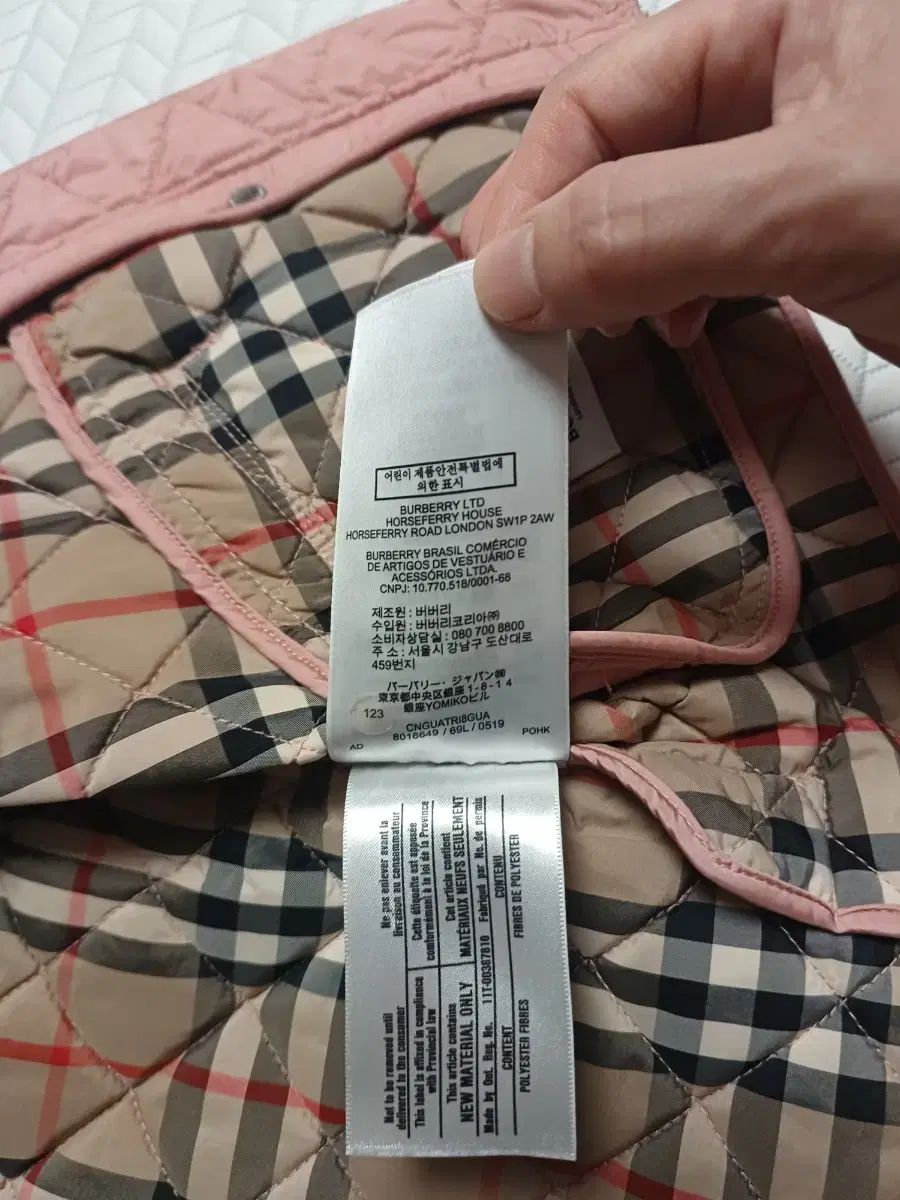 어린이 제품안전특별법에
의한 표시
BURBERRY LTD
HORSEFERRY HOUSE
HORSEFERRY ROAD LONDON SW1P 2AW
BURBERRY BRASIL COMÉRCIO
DE ARTIGOS DE VESTUÁRIO E
ACESSÓRIOS LTDA.
CNPJ: 10.770.518/0001-68
제조원 : 버버리
수입원 : 버버리코리아㈜
소비자상담실 : 080 700 8800
주 소 : 서울시 강남구 도산대로
459번지
バーバリー・ジャパン㈱
東京都中央区銀座1-8-14
銀座YOMIKOビル
123
CNGUATRI8GUA
8018649 / 69L / 0519
AD
POHK
Not to be removed until
delivered to the consumer
Ne pas enlever avant la
livraison au consommateur
This label is affixed in compliance
with Provincial law
Cette étiquette est apposée
conformément à la loi de la Province
This article contains
NEW MATERIAL ONLY
Cet article contient
MATÉRIAUX NEUFS SEULEMENT
Made by Ont. Reg. No. 11T-00367810 Fabriqué par No. de permis
CONTENT
CONTENU
POLYESTER FIBRES
FIBRES DE POLYESTER